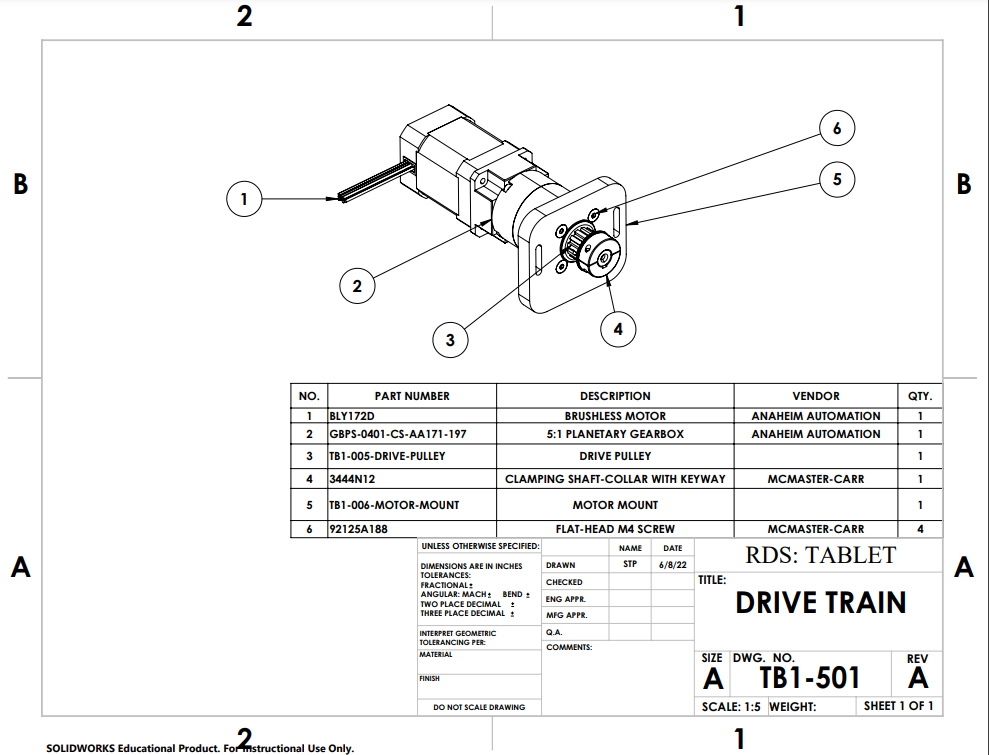 2 1
B B
6
5
1
2
3
4
NO. PART NUMBER DESCRIPTION VENDOR QTY.
1 BLY172D BRUSHLESS MOTOR ANAHEIM AUTOMATION 1
2 GBPS-0401-CS-AA171-197 5:1 PLANETARY GEARBOX ANAHEIM AUTOMATION 1
3 TB1-005-DRIVE-PULLEY DRIVE PULLEY 1
4 3444N12 CLAMPING SHAFT-COLLAR WITH KEYWAY MCMASTER-CARR 1
5 TB1-006-MOTOR-MOUNT MOTOR MOUNT 1
6 92125A188 FLAT-HEAD M4 SCREW MCMASTER-CARR 4
A A
UNLESS OTHERWISE SPECIFIED:
DIMENSIONS ARE IN INCHES
TOLERANCES:
FRACTIONAL ±
ANGULAR: MACH ± BEND ±
TWO PLACE DECIMAL ±
THREE PLACE DECIMAL ±
INTERPRET GEOMETRIC
TOLERANCING PER:
MATERIAL
FINISH
DO NOT SCALE DRAWING
NAME DATE
DRAWN STP 6/8/22
CHECKED
ENG APPR.
MFG APPR.
Q.A.
COMMENTS:
RDS: TABLET
TITLE:
DRIVE TRAIN
SIZE DWG. NO. REV
A TB1-501 A
SCALE: 1:5 WEIGHT: SHEET 1 OF 1
2 1
SOLIDWORKS Educational Product. For Instructional Use Only.